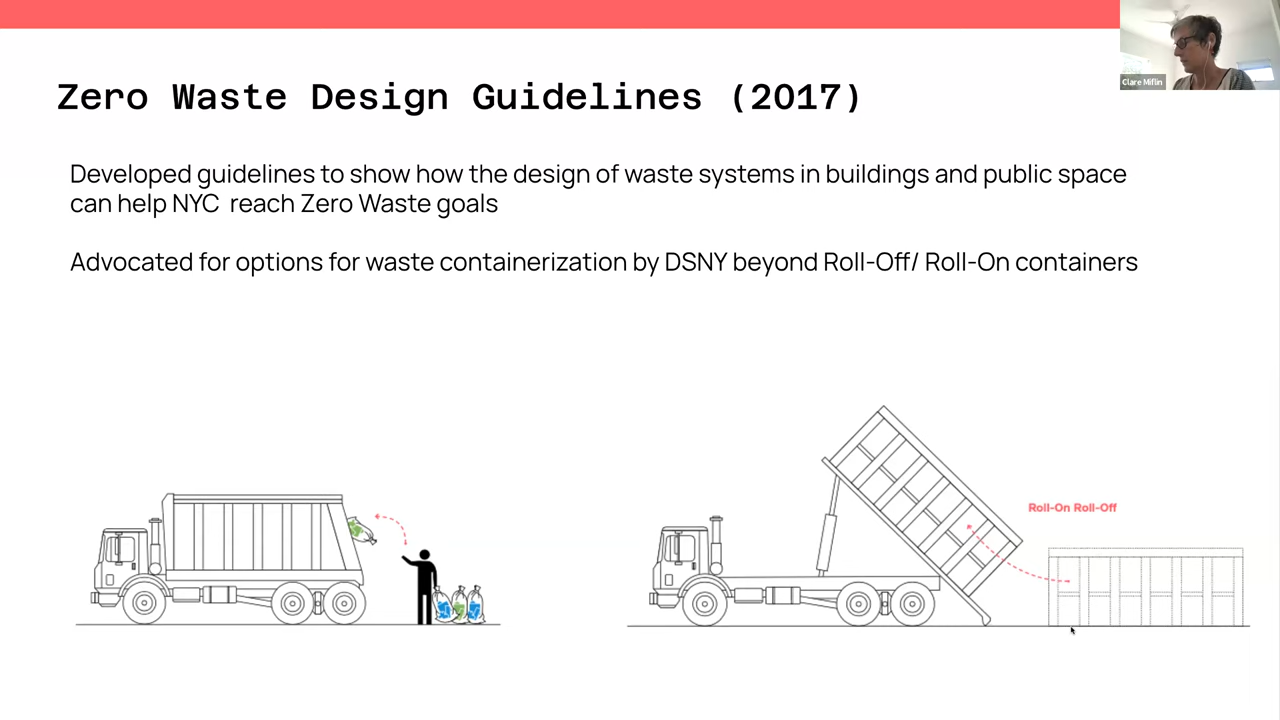 Zero Waste Design Guidelines (2017)
Clare Miflin
Developed guidelines to show how the design of waste systems in buildings and public space
can help NYC reach Zero Waste goals
Advocated for options for waste containerization by DSNY beyond Roll-Off/ Roll-On containers
Roll-On Roll-Off